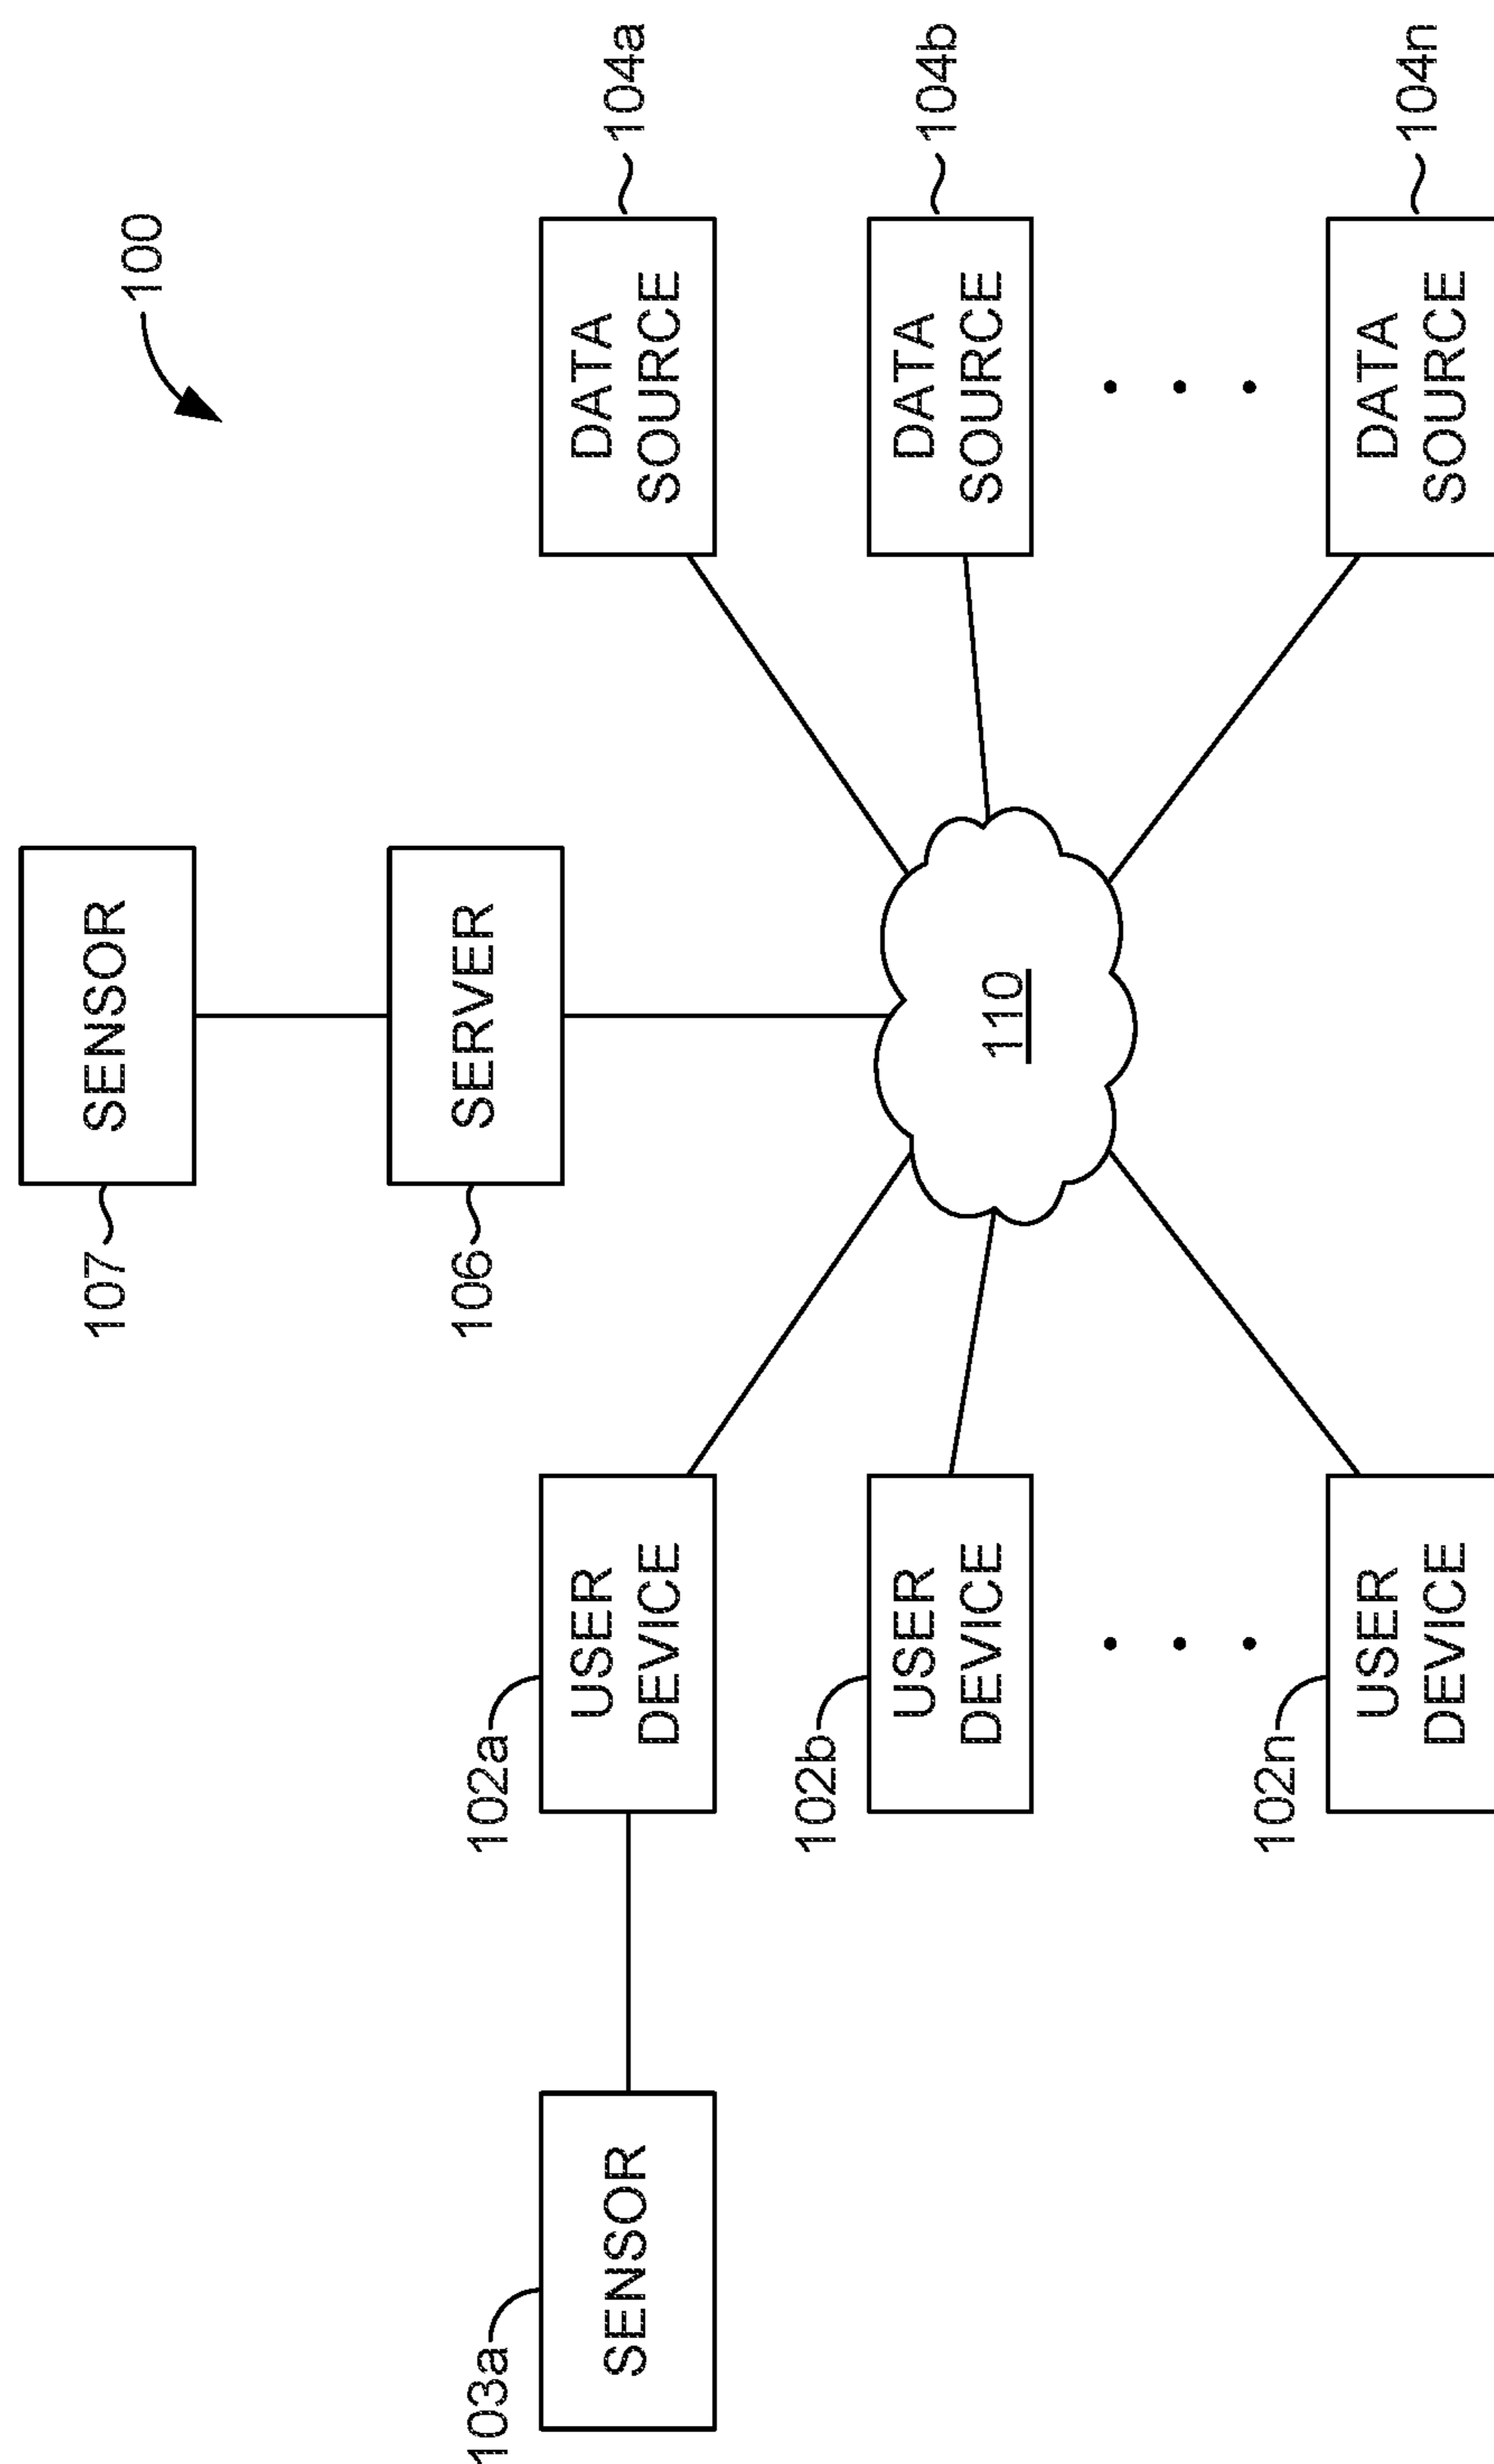 100
SENSOR
107
SERVER
106
110
103a
SENSOR
102a
USER
DEVICE
DATA
SOURCE
104a
102b
USER
DEVICE
DATA
SOURCE
104b
102n
USER
DEVICE
DATA
SOURCE
104n